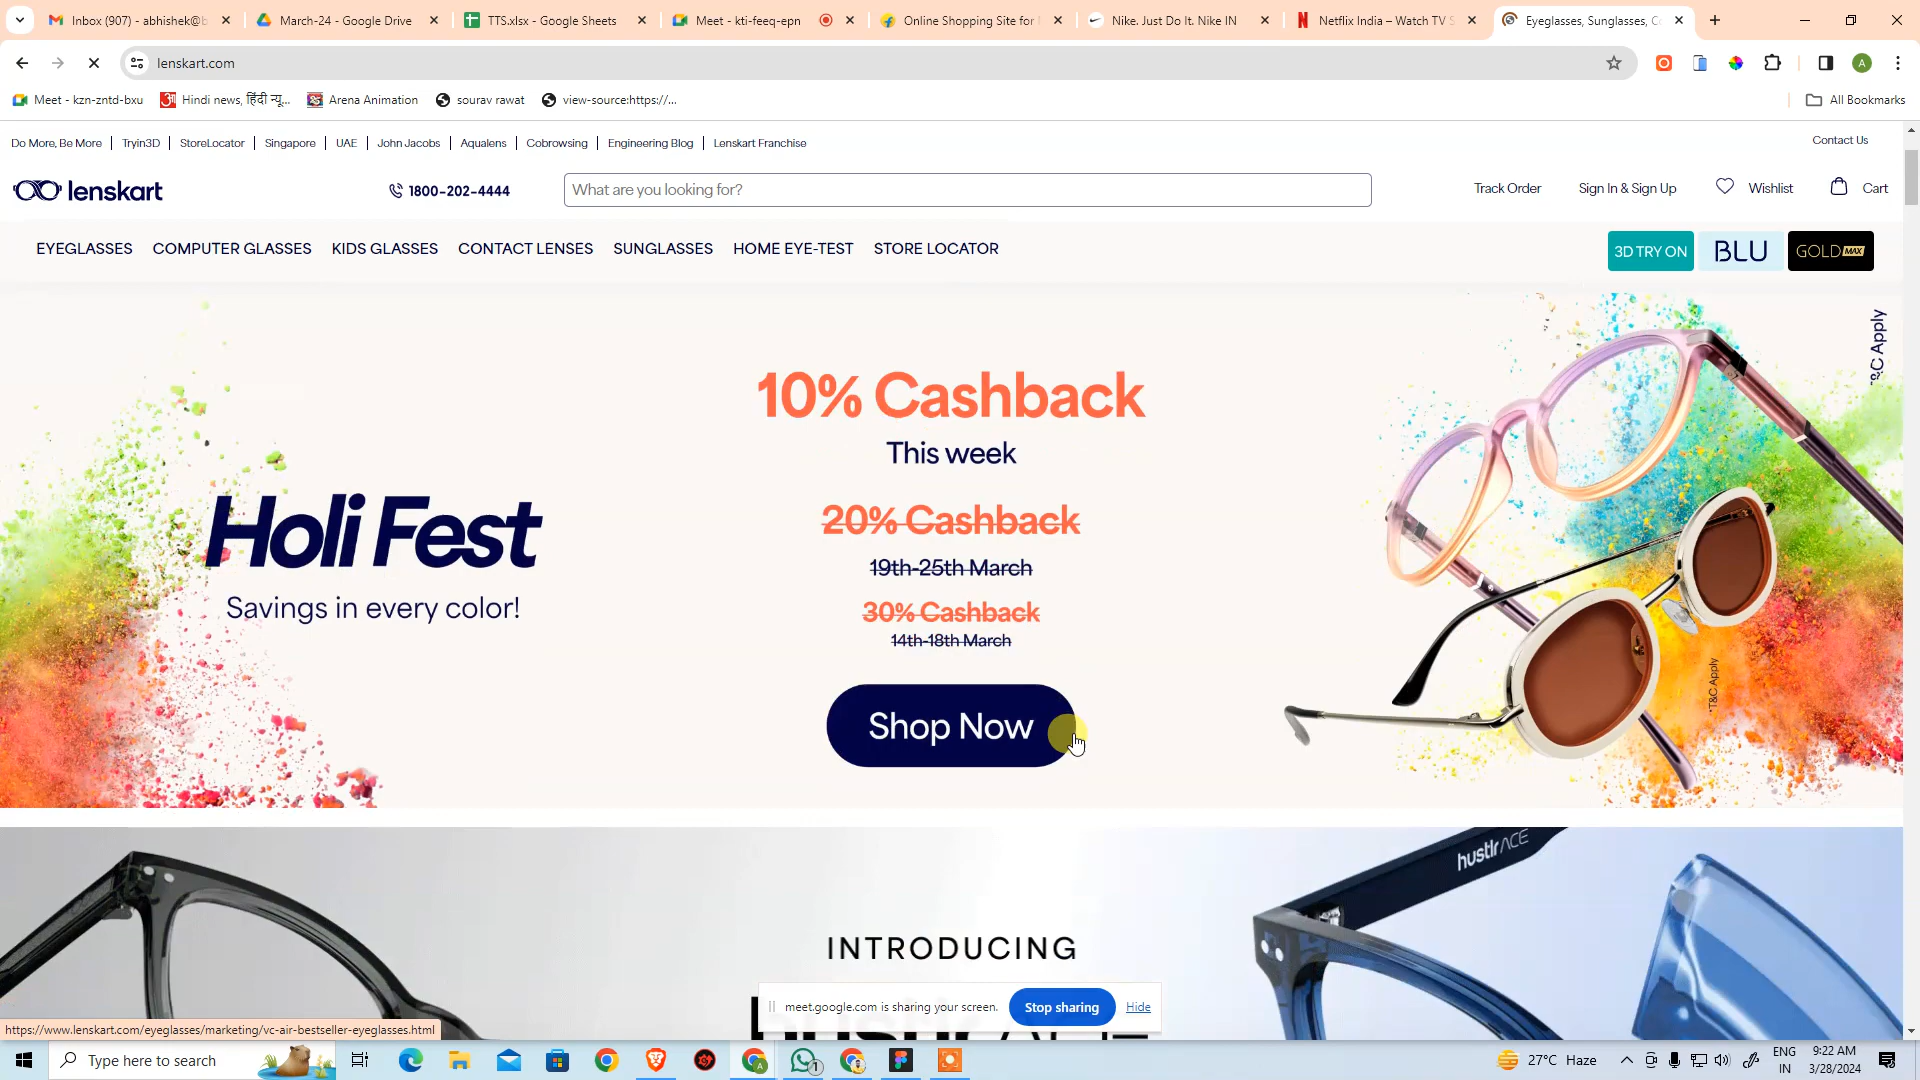 Inbox (907) - abhishek@b
March-24 - Google Drive
TTS.xlsx - Google Sheets
Meet - kti-feeq-epn
Online Shopping Site for
Nike. Just Do It. Nike IN
Netflix India – Watch TV S
Eyeglasses, Sunglasses, C
lenskart.com
A
Meet - kzn-zntd-bxu
Hindi news, हिंदी न्यू...
Arena Animation
sourav rawat
view-source:https://...
All Bookmarks
Do More, Be More
Tryin3D
StoreLocator
Singapore
UAE
John Jacobs
Aqualens
Cobrowsing
Engineering Blog
Lenskart Franchise
Contact Us
lenskart
1800-202-4444
What are you looking for?
Track Order
Sign In & Sign Up
Wishlist
Cart
EYEGLASSES
COMPUTER GLASSES
KIDS GLASSES
CONTACT LENSES
SUNGLASSES
HOME EYE-TEST
STORE LOCATOR
3D TRY ON
BLU
GOLD MAX
10% Cashback
This week
20% Cashback
19th-25th March
30% Cashback
14th-18th March
Shop Now
Holi Fest
Savings in every color!
*T&C Apply
hustlr ACE
INTRODUCING
meet.google.com is sharing your screen.
Stop sharing
Hide
https://www.lenskart.com/eyeglasses/marketing/vc-air-bestseller-eyeglasses.html
Type here to search
27°C Haze
ENG
IN
9:22 AM
3/28/2024